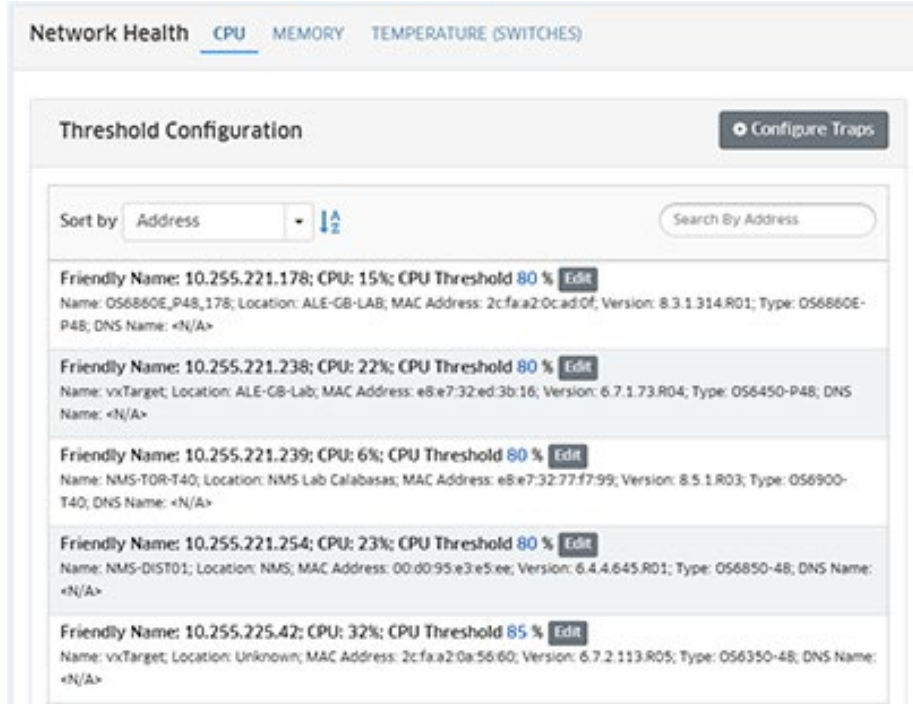 Network Health CPU MEMORY TEMPERATURE (SWITCHES)
Threshold Configuration Configure Traps
Sort by Address Search By Address
Friendly Name: 10.255.221.178; CPU: 15%; CPU Threshold 80 % Edit
Name: OS6860E_P48_178; Location: ALE-GB-LAB; MAC Address: 2c:fa:a2:0c:ad:0f; Version: 8.3.1.314.R01; Type: OS6860E-
P48; DNS Name: <N/A>
Friendly Name: 10.255.221.238; CPU: 22%; CPU Threshold 80 % Edit
Name: vxTarget; Location: ALE-GB-Lab; MAC Address: e8:e7:32:ed:3b:16; Version: 6.7.1.73.R04; Type: OS6450-P48; DNS
Name: <N/A>
Friendly Name: 10.255.221.239; CPU: 6%; CPU Threshold 80 % Edit
Name: NMS-TOR-T40; Location: NMS Lab Calabasas; MAC Address: e8:e7:32:77:f7:99; Version: 8.5.1.R03; Type: OS6900-
T40; DNS Name: <N/A>
Friendly Name: 10.255.221.254; CPU: 23%; CPU Threshold 80 % Edit
Name: NMS-DIST01; Location: NMS; MAC Address: 00:d0:95:e3:e5:ee; Version: 6.4.4.645.R01; Type: OS6850-48; DNS Name:
<N/A>
Friendly Name: 10.255.225.42; CPU: 32%; CPU Threshold 85 % Edit
Name: vxTarget; Location: Unknown; MAC Address: 2c:fa:a2:0a:56:60; Version: 6.7.2.113.R05; Type: OS6350-48; DNS Name:
<N/A>